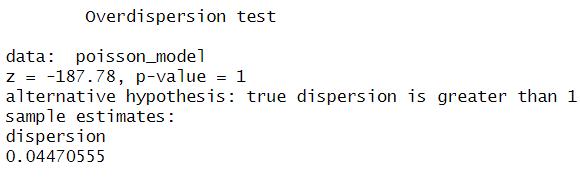 Overdispersion test
data: poisson_model
z = -187.78, p-value = 1
alternative hypothesis: true dispersion is greater than 1
sample estimates:
dispersion
0.04470555